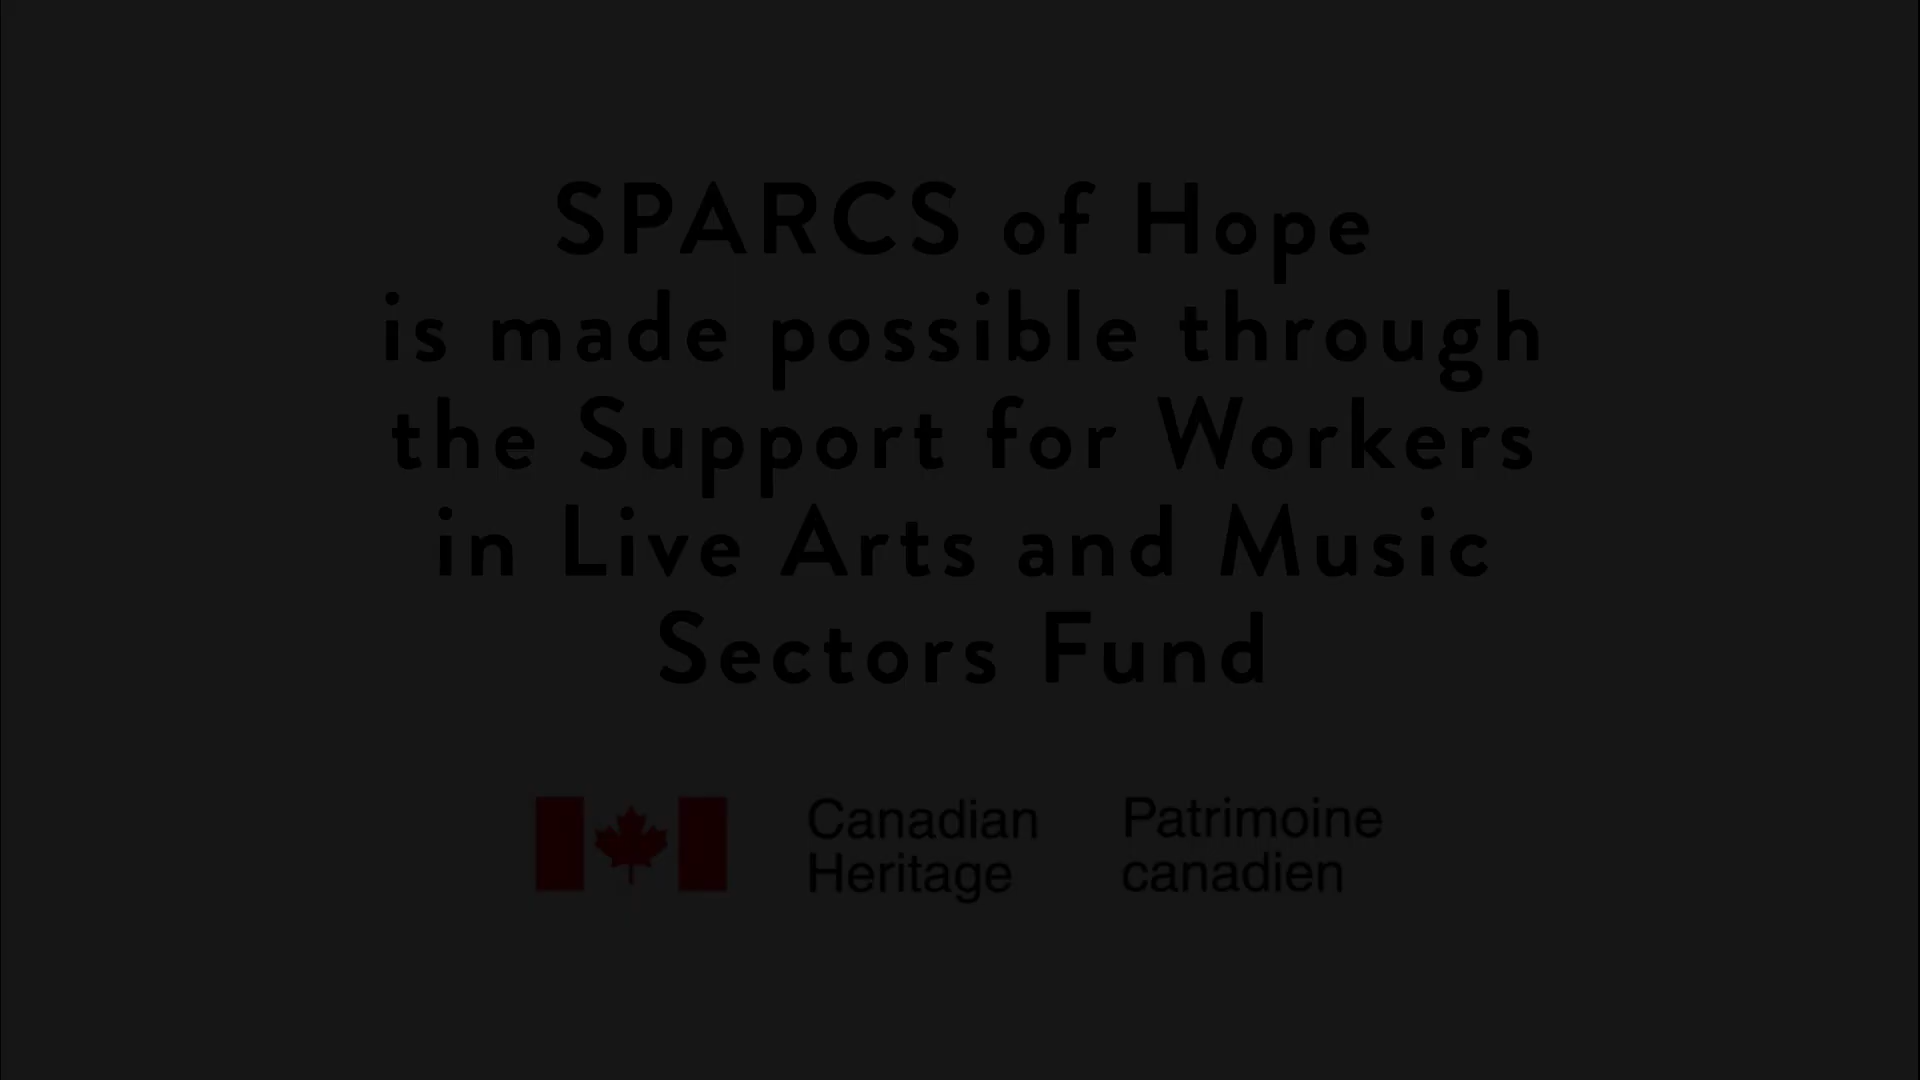 SPARCS of Hope
is made possible through
the Support for Workers
in Live Arts and Music
Sectors Fund
Canadian
Heritage
Patrimoine
canadien